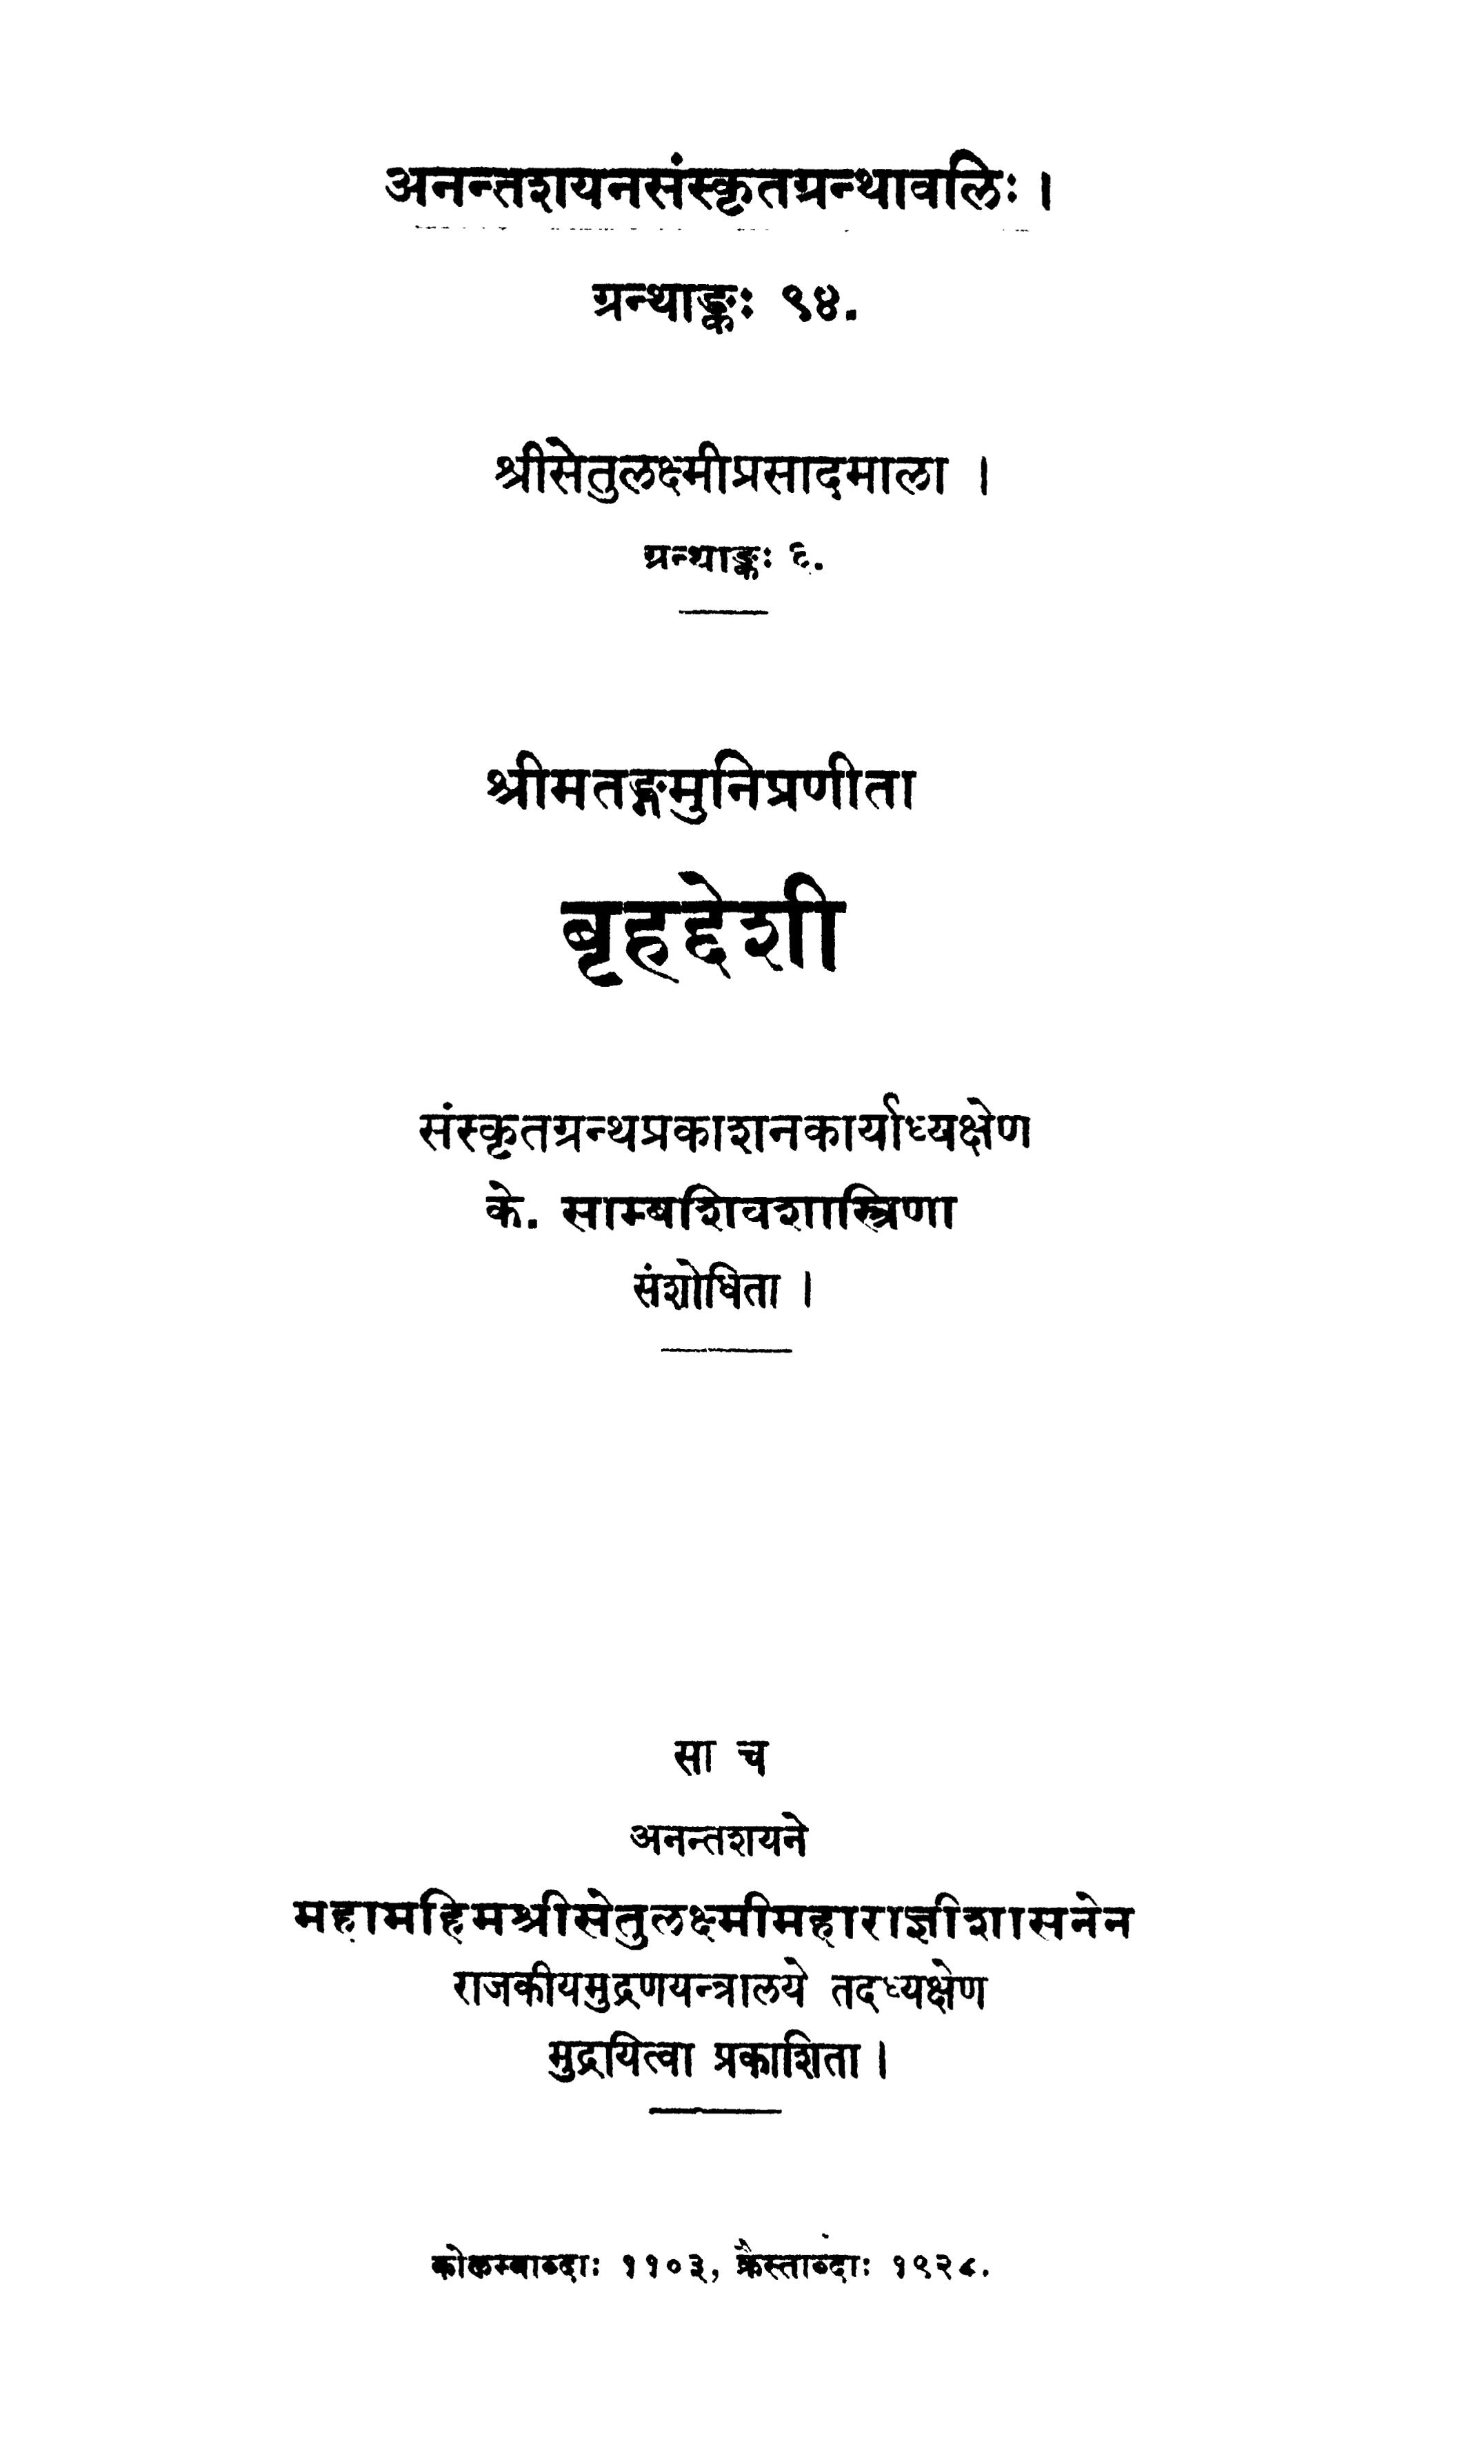 अनन्तशयनसंस्कृतग्रन्थावलिः ।
ग्रन्थाङ्कः ९४.
श्रीसेतुलक्ष्मीप्रसादमाला ।
ग्रन्थाङ्कः ६.
श्रीमतङ्गमुनिप्रणीता
बृहद्देशी
संस्कृतग्रन्थप्रकाशनकार्याध्यक्षेण
के. साम्बशिवशास्त्रिणा
संशोधिता ।
सा च
अनन्तशयने
महामहिमश्रीसेतुलक्ष्मीमहाराज्ञीशासनेन
राजकीयमुद्रणयन्त्रालये तदध्यक्षेण
मुद्रयित्वा प्रकाशिता ।
कोलम्बाब्दाः ११०३, क्रैस्ताब्दाः १९२८.